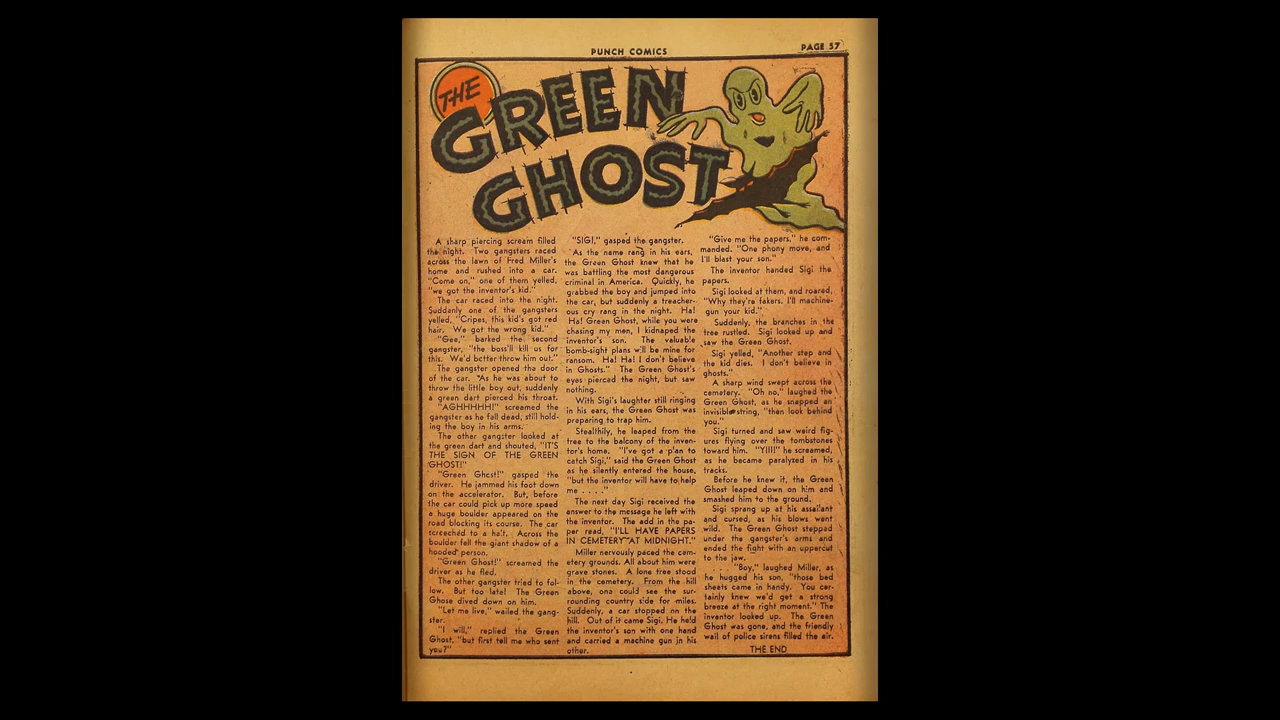 PUNCH COMICS
PAGE 57
THE
GREEN
GHOST
A sharp piercing scream filled
the night. Two gangsters raced
across the lawn of Fred Miller's
home and rushed into a car.
"Come on," one of them yelled,
"we got the inventor's kid."
The car raced into the night.
Suddenly one of the gangsters
yelled, "Cripes, this kid's got red
hair. We got the wrong kid."
"Gee," barked the second
gangster, "the boss'll kill us for
this. We'd better throw him out."
The gangster opened the door
of the car. "As he was about to
throw the little boy out, suddenly
a green dart pierced his throat.
"AGHHHHH!" screamed the
gangster as he fall dead, still hold-
ing the boy in his arms.
The other gangster looked at
the green dart and shouted, "IT'S
THE SIGN OF THE GREEN
GHOST!"
"Green Ghost!" gasped the
driver. He jammed his foot down
on the accelerator. But, before
the car could pick up more speed
a huge boulder appeared on the
road blocking its course. The car
screeched to a halt. Across the
boulder fell the giant shadow of a
hooded person.
"Green Ghost!" screamed the
driver as he fled.
The other gangster tried to fol-
low. But too late! The Green
Ghose dived down on him.
"Let me live," wailed the gang-
ster.
"I will," replied the Green
Ghost, "but first tell me who sent
you?"
"SIGI," gasped the gangster.
As the name rang in his ears,
the Green Ghost knew that he
was battling the most dangerous
criminal in America. Quickly, he
grabbed the boy and jumped into
the car, but suddenly a treacher-
ous cry rang in the night. Ha!
Ha! Green Ghost, while you were
chasing my men, I kidnaped the
inventor's son. The valuable
bomb-sight plans will be mine for
ransom. Ha! Ha! I don't believe
in Ghosts." The Green Ghost's
eyes pierced the night, but saw
nothing.
With Sigi's laughter still ringing
in his ears, the Green Ghost was
preparing to trap him.
Stealthily, he leaped from the
tree to the balcony of the inven-
tor's home. "I've got a plan to
catch Sigi," said the Green Ghost
as he silently entered the house,
"but the inventor will have to help
me . . . ."
The next day Sigi received the
answer to the message he left with
the inventor. The add in the pa-
per read, "I'LL HAVE PAPERS
IN CEMETERY AT MIDNIGHT."
Miller nervously paced the cem-
etery grounds. All about him were
grave stones. A lone tree stood
in the cemetery. From the hill
above, one could see the sur-
rounding country side for miles.
Suddenly, a car stopped on the
hill. Out of it came Sigi. He held
the inventor's son with one hand
and carried a machine gun in his
other.
"Give me the papers," he com-
manded. "One phony move, and
I'll blast your son."
The inventor handed Sigi the
papers.
Sigi looked at them, and roared,
"Why they're fakers. I'll machine-
gun your kid."
Suddenly, the branches in the
tree rustled. Sigi looked up and
saw the Green Ghost.
Sigi yelled, "Another step and
the kid dies. I don't believe in
ghosts."
A sharp wind swept across the
cemetery. "Oh no," laughed the
Green Ghost, as he snapped an
invisible string, "then look behind
you."
Sigi turned and saw weird fig-
ures flying over the tombstones
toward him. "YIII!" he screamed,
as he became paralyzed in his
tracks.
Before he knew it, the Green
Ghost leaped down on him and
smashed him to the ground.
Sigi sprang up at his assailant
and cursed, as his blows went
wild. The Green Ghost stepped
under the gangster's arms and
ended the fight with an uppercut
to the jaw.
. . . "Boy," laughed Miller, as
he hugged his son, "those bed
sheets came in handy. You cer-
tainly knew we'd get a strong
breeze at the right moment." The
inventor looked up. The Green
Ghost was gone, and the friendly
wail of police sirens filled the air.
THE END